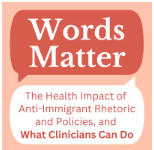 Words
Matter
The Health Impact of
Anti-Immigrant Rhetoric
and Policies, and
What Clinicians Can Do